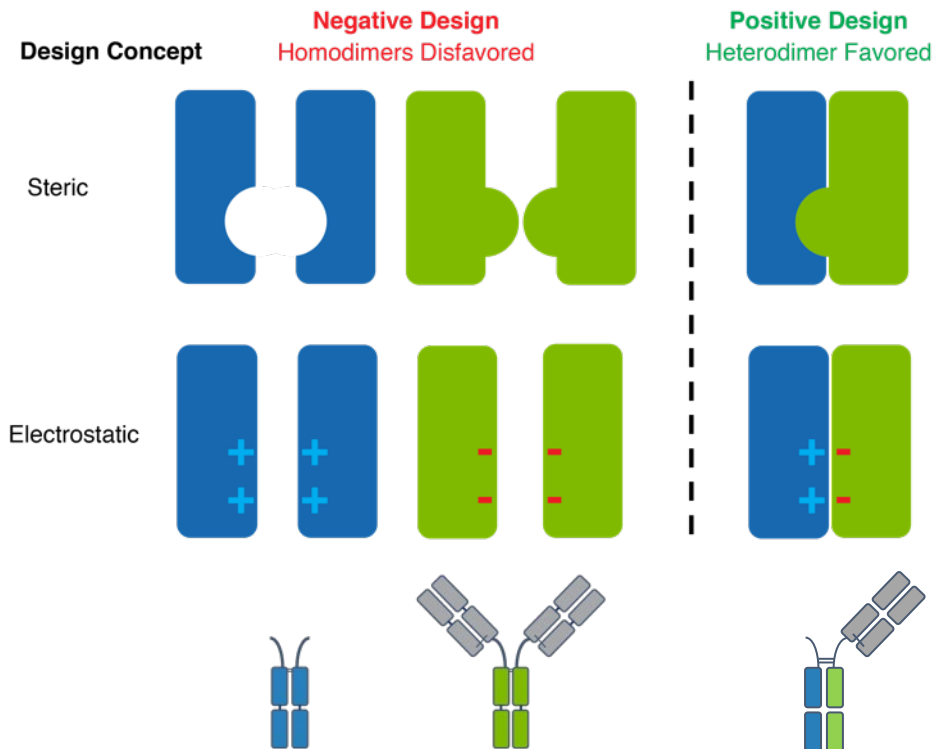 Negative Design
Homodimers Disfavored
Positive Design
Heterodimer Favored
Design Concept
Steric
Electrostatic
+ +
+ +
- -
- -
+ -
+ -